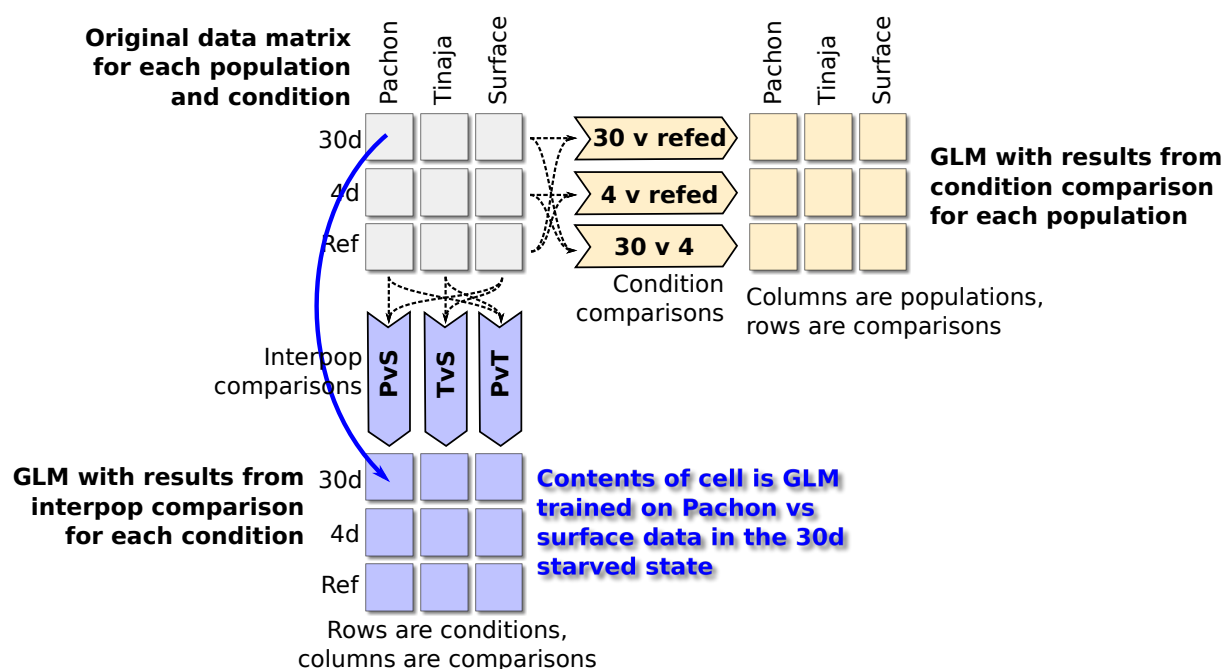 Original data matrix
for each population
and condition
Pachon
Tinaja
Surface
30d
4d
Ref
30 v refed
4 v refed
30 v 4
Condition
comparisons
Pachon
Tinaja
Surface
GLM with results from
condition comparison
for each population
Columns are populations,
rows are comparisons
Interpop
comparisons
PvS
TvS
PvT
GLM with results from
interpop comparison
for each condition
30d
4d
Ref
Contents of cell is GLM
trained on Pachon vs
surface data in the 30d
starved state
Rows are conditions,
columns are comparisons